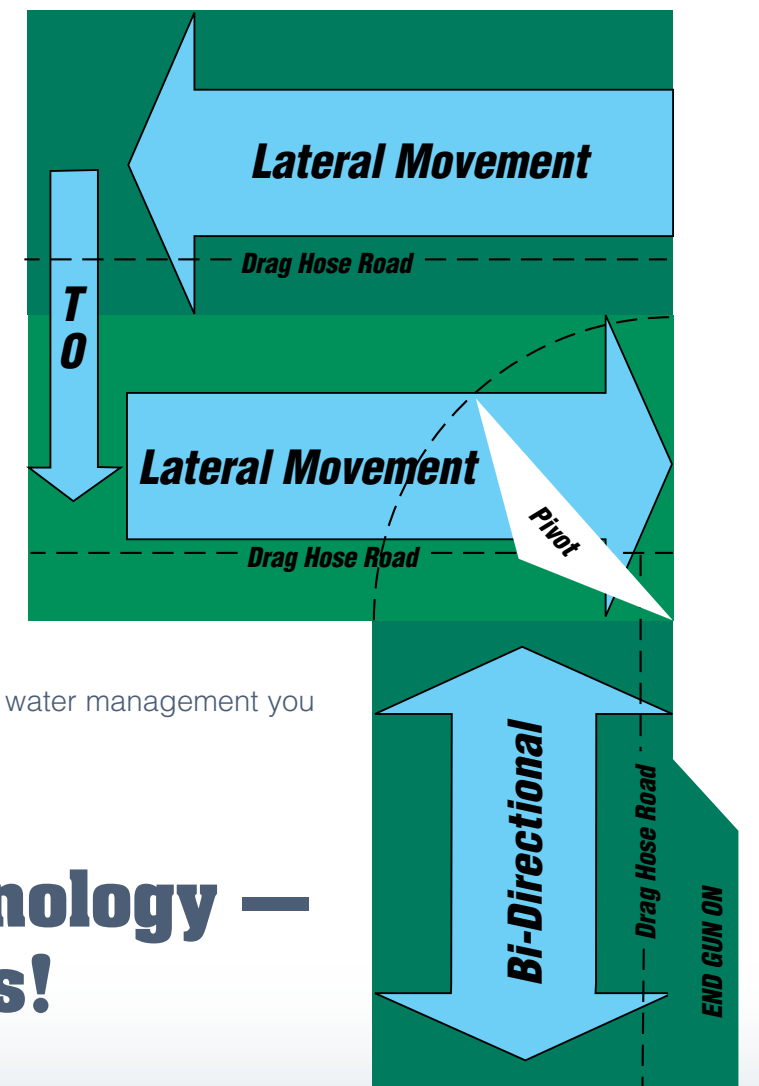 Lateral Movement
Drag Hose Road
T
O
Lateral Movement
Pivot
Drag Hose Road
water management you
Bi-Directional
Drag Hose Road
END GUN ON
nology —
s!